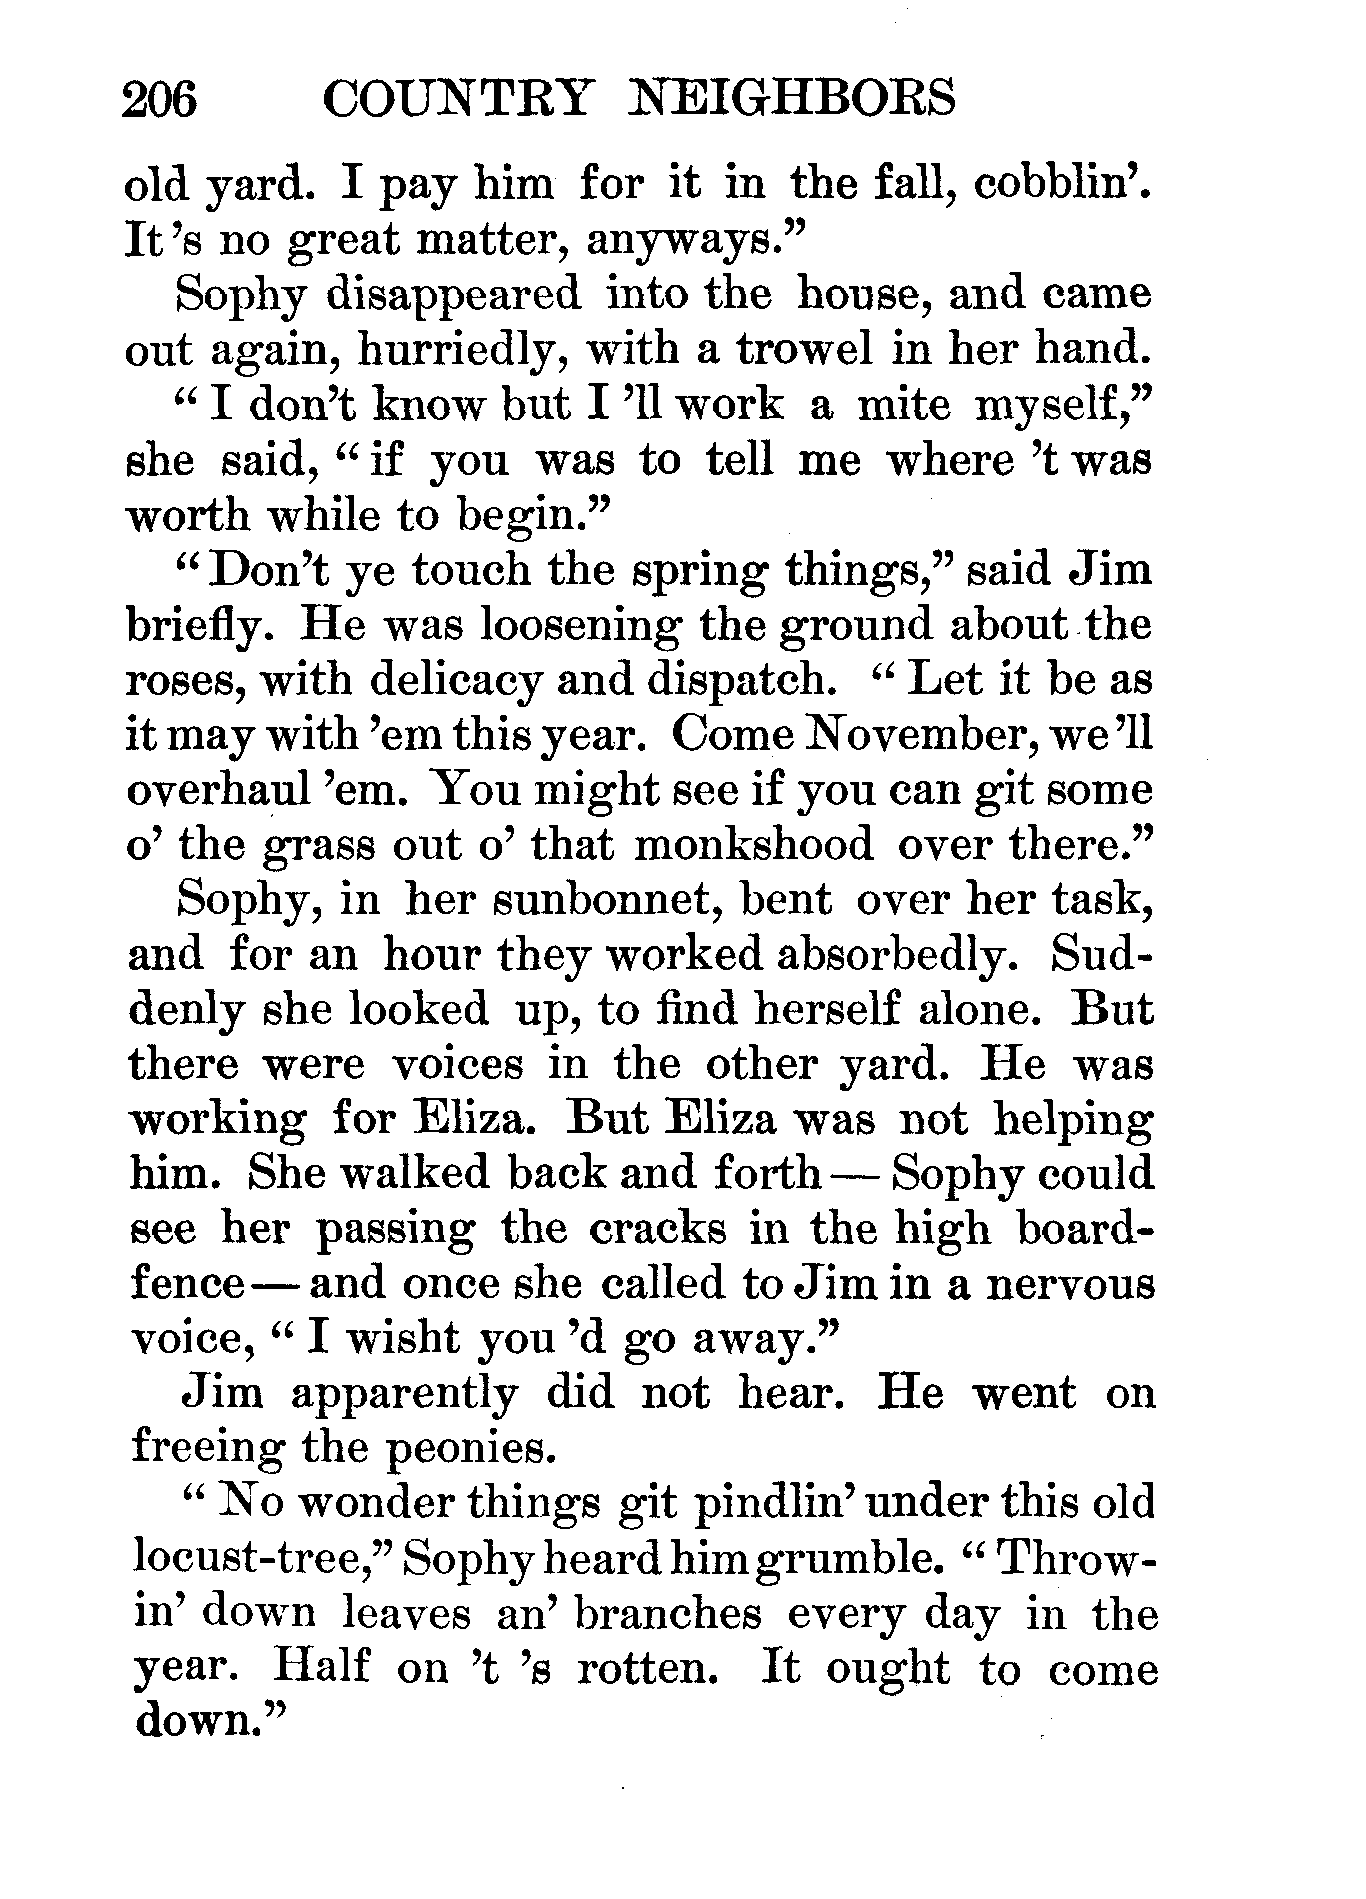 206 COUNTRY NEIGHBORS
old yard. I pay him for it in the fall, cobblin’.
It ’s no great matter, anyways.”
Sophy disappeared into the house, and came
out again, hurriedly, with a trowel in her hand.
“ I don’t know but I ’ll work a mite myself,”
she said, “ if you was to tell me where ’t was
worth while to begin.”
“ Don’t ye touch the spring things,” said Jim
briefly. He was loosening the ground about the
roses, with delicacy and dispatch. “ Let it be as
it may with ’em this year. Come November, we ’ll
overhaul ’em. You might see if you can git some
o’ the grass out o’ that monkshood over there.”
Sophy, in her sunbonnet, bent over her task,
and for an hour they worked absorbedly. Sud-
denly she looked up, to find herself alone. But
there were voices in the other yard. He was
working for Eliza. But Eliza was not helping
him. She walked back and forth — Sophy could
see her passing the cracks in the high board-
fence — and once she called to Jim in a nervous
voice, “ I wisht you ’d go away.”
Jim apparently did not hear. He went on
freeing the peonies.
“ No wonder things git pindlin’ under this old
locust-tree,” Sophy heard him grumble. “ Throw-
in’ down leaves an’ branches every day in the
year. Half on ’t ’s rotten. It ought to come
down.”